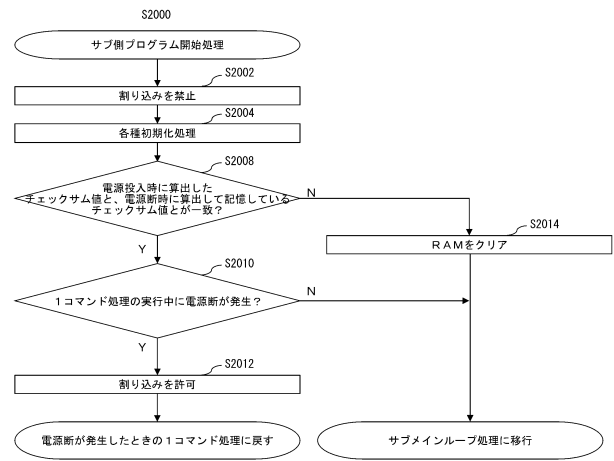 S2000
サブ側プログラム開始処理
S2002
割り込みを禁止
S2004
各種初期化処理
S2008
電源投入時に算出した
チェックサム値と、電源断時に算出して記憶している
チェックサム値とが一致？
N
Y
S2014
ＲＡＭをクリア
S2010
１コマンド処理の実行中に電源断が発生？
N
Y
S2012
割り込みを許可
電源断が発生したときの１コマンド処理に戻す
サブメインループ処理に移行